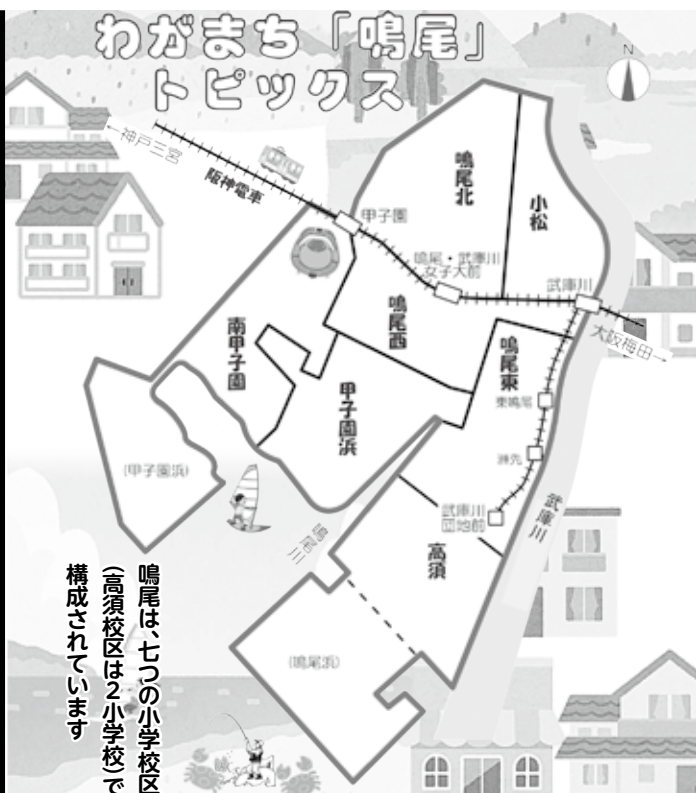 わがまち「鳴尾」
トピックス
N
←神戸三宮
阪神電車
甲子園
鳴尾北
小松
鳴尾・武庫川
女子大前
武庫川
大阪梅田→
鳴尾西
南甲子園
鳴尾東
甲子園浜
東鳴尾
洲先
(甲子園浜)
武庫川
団地前
武庫川
鳴尾川
高須
(鳴尾浜)
鳴尾は、七つの小学校区
(高須校区は2小学校)で
構成されています